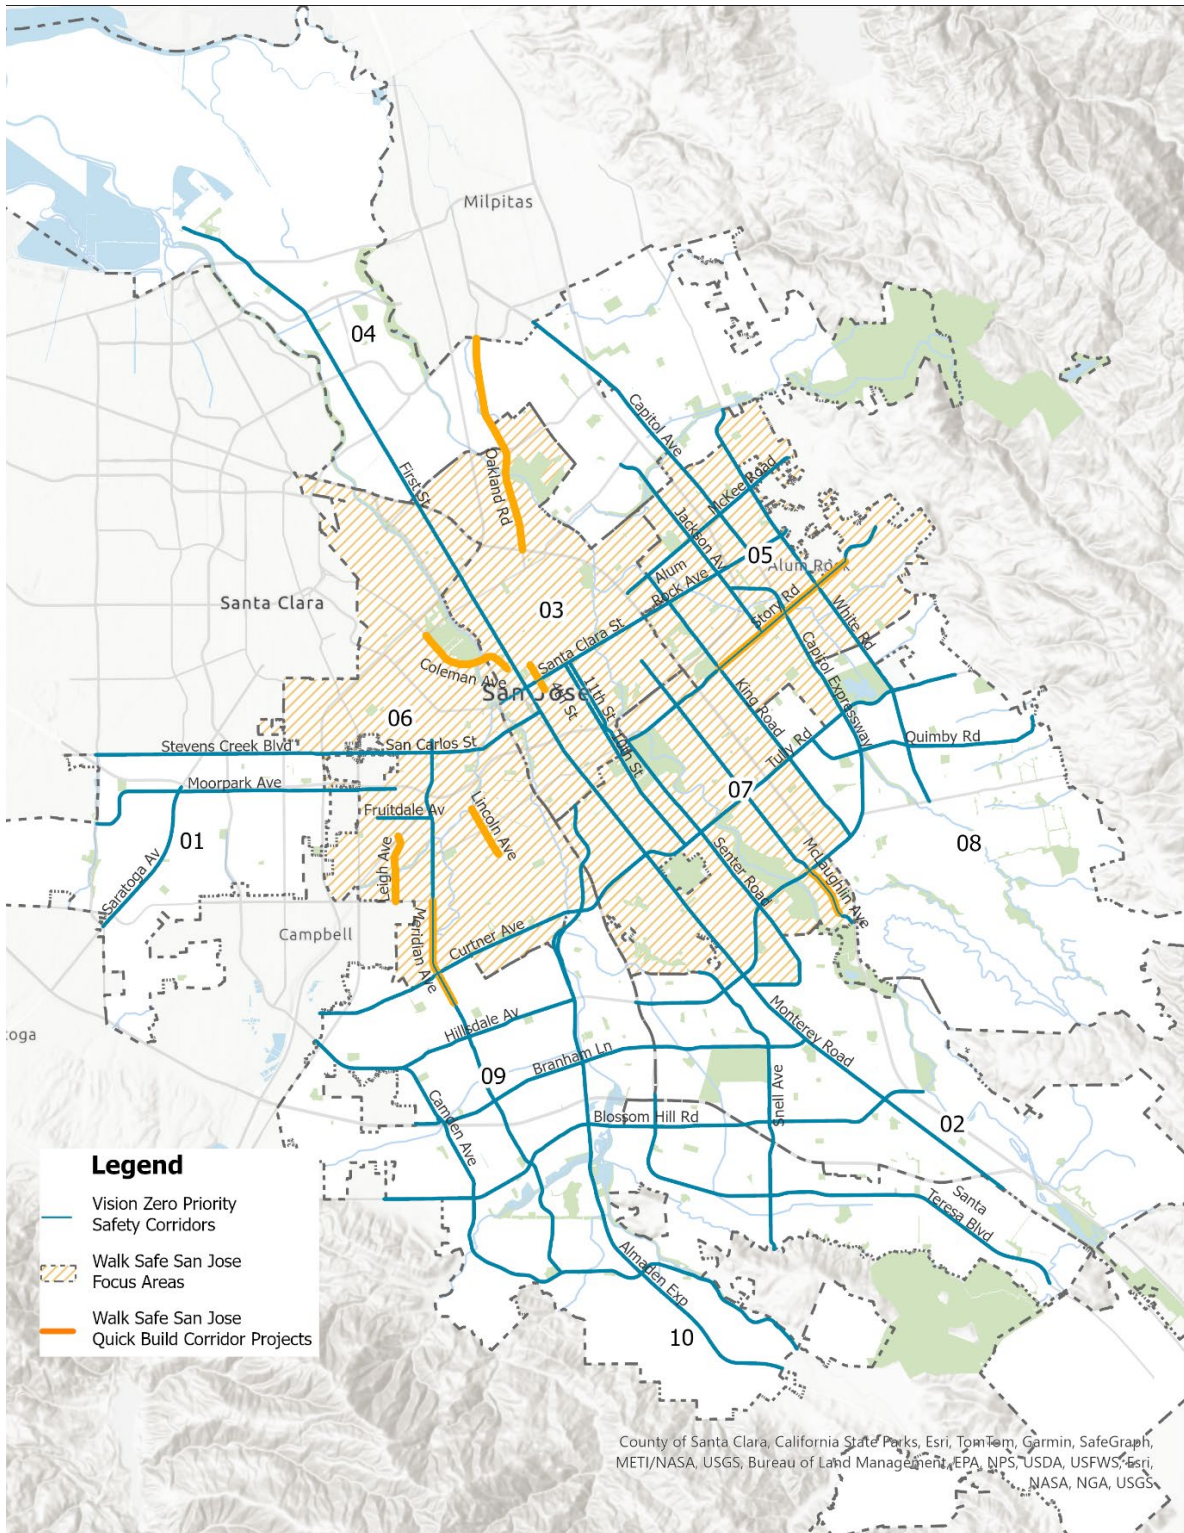 Milpitas
04
Capitol Ave
First St
Oakland Rd
McKee Road
Jackson Av
05
Alum Rock
Alum
Rock Ave
Santa Clara
03
Story Rd
White Rd
Santa Clara St
Capitol Expressway
Coleman Ave
San Jose
4th St
11th St
10th St
King Road
06
Tully Rd
Quimby Rd
Stevens Creek Blvd
San Carlos St
Moorpark Ave
07
Fruitdale Av
Lincoln Ave
01
08
Leigh Ave
Saratoga Av
Senter Road
McLaughlin Ave
Campbell
Meridian Ave
Curtner Ave
oga
Hillsdale Av
Monterey Road
Branham Ln
09
Snell Ave
Camden Ave
Blossom Hill Rd
02
Santa
Teresa Blvd
Almaden Exp
10
Legend
Vision Zero Priority
Safety Corridors
Walk Safe San Jose
Focus Areas
Walk Safe San Jose
Quick Build Corridor Projects
County of Santa Clara, California State Parks, Esri, TomTom, Garmin, SafeGraph,
METI/NASA, USGS, Bureau of Land Management, EPA, NPS, USDA, USFWS, Esri,
NASA, NGA, USGS